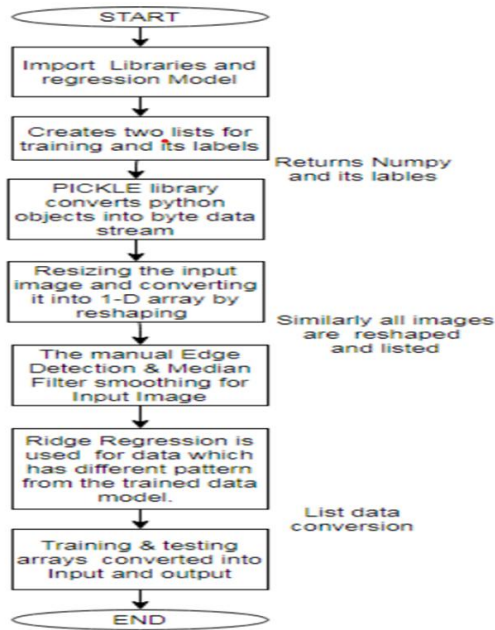 START
Import Libraries and
regression Model
Creates two lists for
training and its labels
Returns Numpy
and its lables
PICKLE library
converts python
objects into byte data
stream
Resizing the input
image and converting
it into 1-D array by
reshaping
Similarly all images
are reshaped
and listed
The manual Edge
Detection & Median
Filter smoothing for
Input Image
Ridge Regression is
used for data which
has different pattern
from the trained data
model.
List data
conversion
Training & testing
arrays converted into
Input and output
END